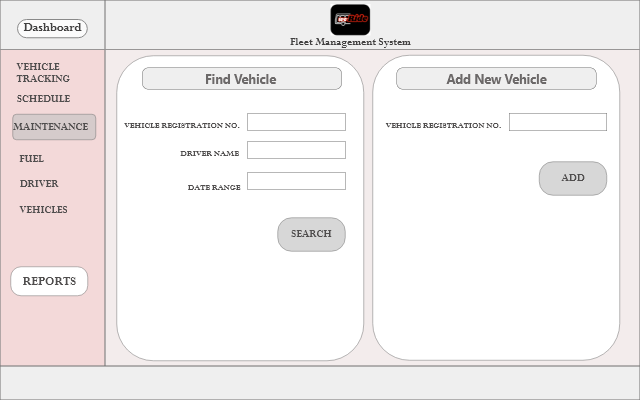 Dashboard
Ride
Fleet Management System
VEHICLE
TRACKING
SCHEDULE
MAINTENANCE
FUEL
DRIVER
VEHICLES
REPORTS
Find Vehicle
VEHICLE REGISTRATION NO.
DRIVER NAME
DATE RANGE
SEARCH
Add New Vehicle
VEHICLE REGISTRATION NO.
ADD